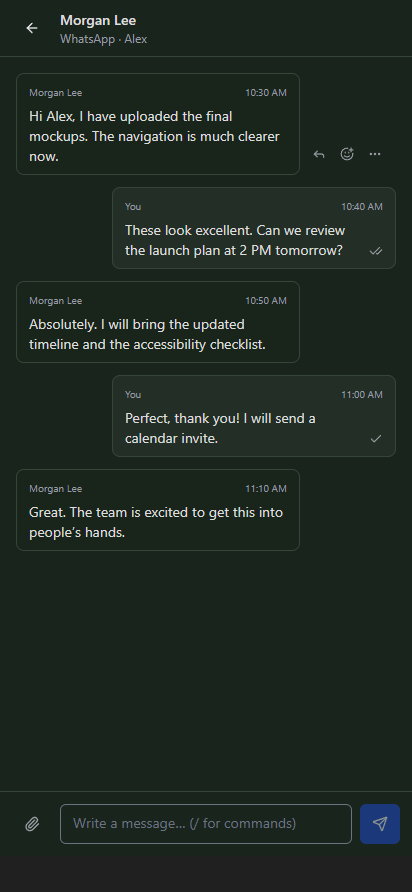 Morgan Lee
WhatsApp · Alex
Morgan Lee 10:30 AM
Hi Alex, I have uploaded the final
mockups. The navigation is much clearer
now.
You 10:40 AM
These look excellent. Can we review
the launch plan at 2 PM tomorrow?
Morgan Lee 10:50 AM
Absolutely. I will bring the updated
timeline and the accessibility checklist.
You 11:00 AM
Perfect, thank you! I will send a
calendar invite.
Morgan Lee 11:10 AM
Great. The team is excited to get this into
people’s hands.
Write a message... (/ for commands)